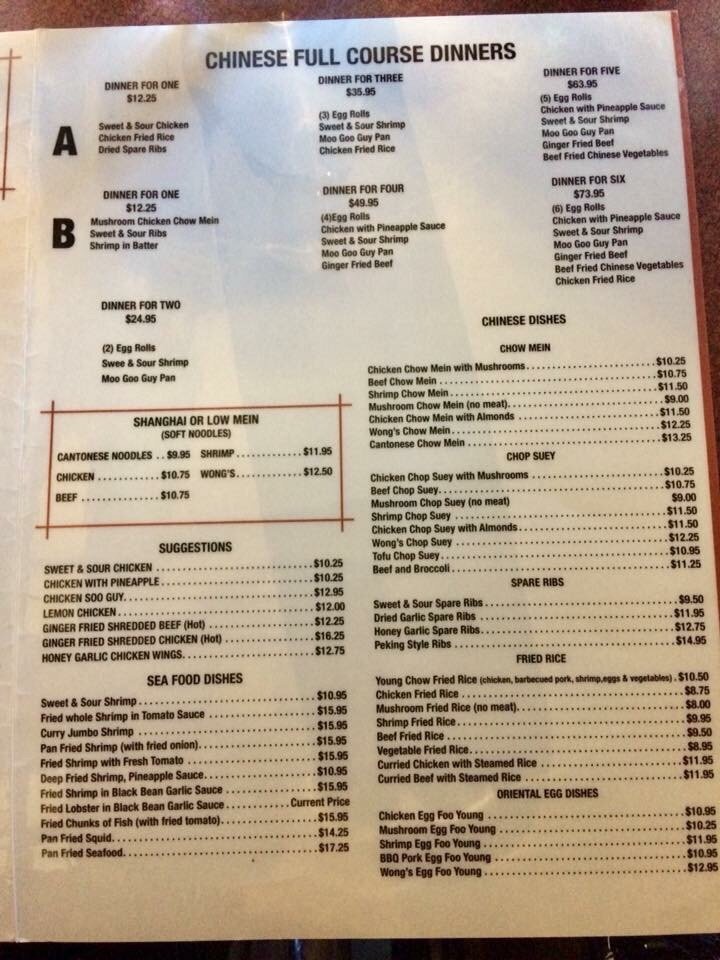 CHINESE FULL COURSE DINNERS
A
DINNER FOR ONE
$12.25
Sweet & Sour Chicken
Chicken Fried Rice
Dried Spare Ribs
B
DINNER FOR ONE
$12.25
Mushroom Chicken Chow Mein
Sweet & Sour Ribs
Shrimp in Batter
DINNER FOR TWO
$24.95
(2) Egg Rolls
Swee & Sour Shrimp
Moo Goo Guy Pan
DINNER FOR THREE
$35.95
(3) Egg Rolls
Sweet & Sour Shrimp
Moo Goo Guy Pan
Chicken Fried Rice
DINNER FOR FOUR
$49.95
(4)Egg Rolls
Chicken with Pineapple Sauce
Sweet & Sour Shrimp
Moo Goo Guy Pan
Ginger Fried Beef
DINNER FOR FIVE
$63.95
(5) Egg Rolls
Chicken with Pineapple Sauce
Sweet & Sour Shrimp
Moo Goo Guy Pan
Ginger Fried Beef
Beef Fried Chinese Vegetables
DINNER FOR SIX
$73.95
(6) Egg Rolls
Chicken with Pineapple Sauce
Sweet & Sour Shrimp
Moo Goo Guy Pan
Ginger Fried Beef
Beef Fried Chinese Vegetables
Chicken Fried Rice
SHANGHAI OR LOW MEIN
(SOFT NOODLES)
CANTONESE NOODLES .. $9.95 SHRIMP ........... $11.95
CHICKEN ............ $10.75 WONG'S........... $12.50
BEEF ............... $10.75
SUGGESTIONS
SWEET & SOUR CHICKEN ........................ $10.25
CHICKEN WITH PINEAPPLE....................... $10.25
CHICKEN SOO GUY.............................. $12.95
LEMON CHICKEN................................ $12.00
GINGER FRIED SHREDDED BEEF (Hot) ............ $12.25
GINGER FRIED SHREDDED CHICKEN (Hot) ......... $16.25
HONEY GARLIC CHICKEN WINGS................... $12.75
SEA FOOD DISHES
Sweet & Sour Shrimp.......................... $10.95
Fried whole Shrimp in Tomato Sauce .......... $15.95
Curry Jumbo Shrimp .......................... $15.95
Pan Fried Shrimp (with fried onion).......... $15.95
Fried Shrimp with Fresh Tomato .............. $15.95
Deep Fried Shrimp, Pineapple Sauce........... $10.95
Fried Shrimp in Black Bean Garlic Sauce ..... $15.95
Fried Lobster in Black Bean Garlic Sauce ......... Current Price
Fried Chunks of Fish (with fried tomato)..... $15.95
Pan Fried Squid.............................. $14.25
Pan Fried Seafood............................ $17.25
CHINESE DISHES
CHOW MEIN
Chicken Chow Mein with Mushrooms............. $10.25
Beef Chow Mein .............................. $10.75
Shrimp Chow Mein............................. $11.50
Mushroom Chow Mein (no meat)................. $9.00
Chicken Chow Mein with Almonds .............. $11.50
Wong's Chow Mein............................. $12.25
Cantonese Chow Mein ......................... $13.25
CHOP SUEY
Chicken Chop Suey with Mushrooms ............ $10.25
Beef Chop Suey............................... $10.75
Mushroom Chop Suey (no meat) $9.00
Shrimp Chop Suey ............................ $11.50
Chicken Chop Suey with Almonds............... $11.50
Wong's Chop Suey ............................ $12.25
Tofu Chop Suey............................... $10.95
Beef and Broccoli ........................... $11.25
SPARE RIBS
Sweet & Sour Spare Ribs ..................... $9.50
Dried Garlic Spare Ribs ..................... $11.95
Honey Garlic Spare Ribs...................... $12.75
Peking Style Ribs ........................... $14.95
FRIED RICE
Young Chow Fried Rice (chicken, barbecued pork, shrimp,eggs & vegetables) . $10.50
Chicken Fried Rice .......................... $8.75
Mushroom Fried Rice (no meat)................ $8.00
Shrimp Fried Rice............................ $9.95
Beef Fried Rice ............................. $9.50
Vegetable Fried Rice......................... $8.95
Curried Chicken with Steamed Rice ........... $11.95
Curried Beef with Steamed Rice .............. $11.95
ORIENTAL EGG DISHES
Chicken Egg Foo Young ....................... $10.95
Mushroom Egg Foo Young ...................... $10.25
Shrimp Egg Foo Young ........................ $11.95
BBQ Pork Egg Foo Young ...................... $10.95
Wong's Egg Foo Young ........................ $12.95